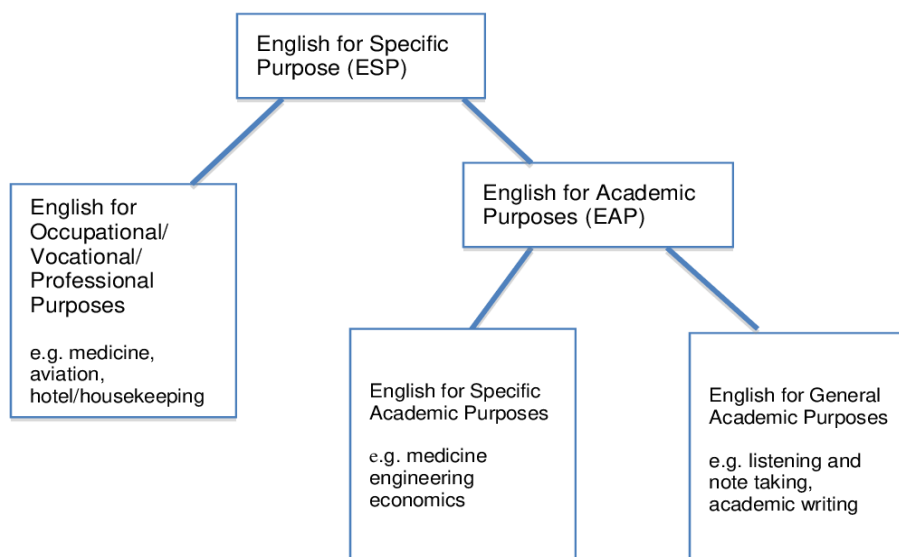 English for Specific
Purpose (ESP)
English for Academic
Purposes (EAP)
English for
Occupational/
Vocational/
Professional
Purposes
e.g. medicine,
aviation,
hotel/housekeeping
English for Specific
Academic Purposes
e.g. medicine
engineering
economics
English for General
Academic Purposes
e.g. listening and
note taking,
academic writing